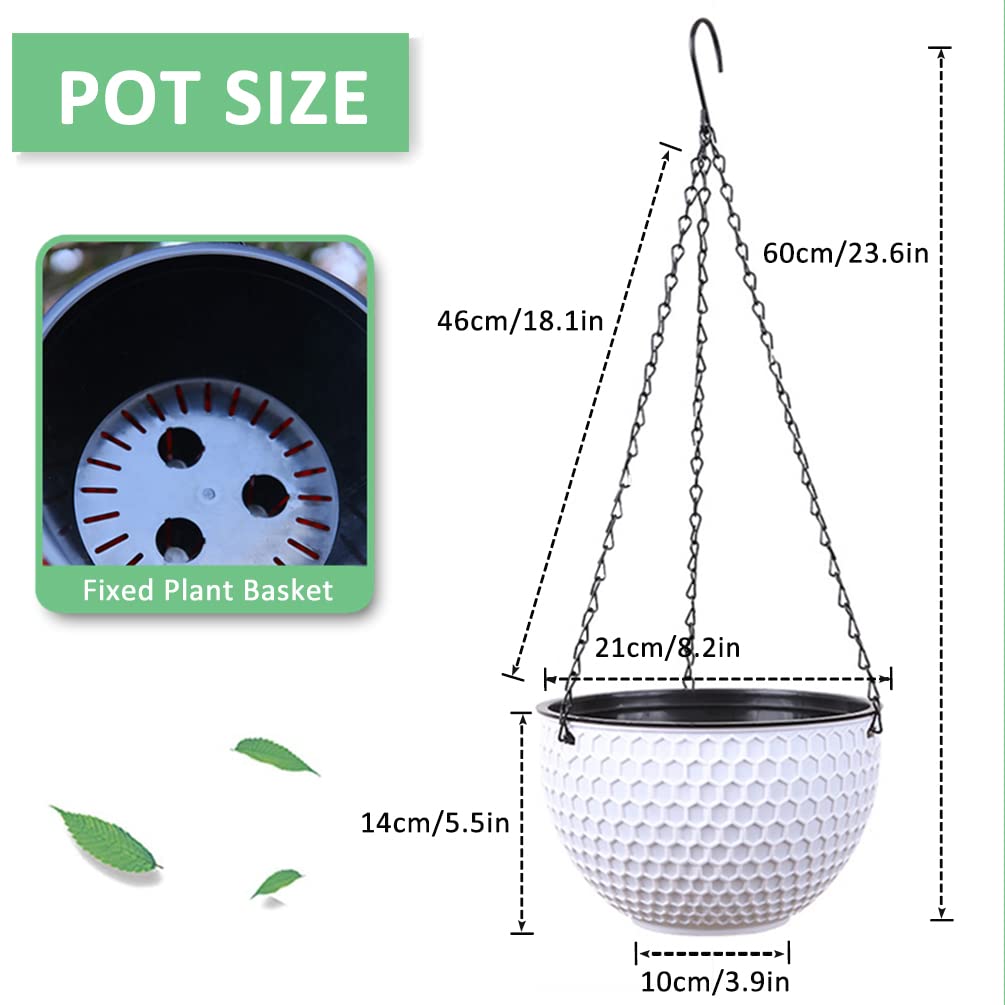 POT SIZE
60cm/23.6in
46cm/18.1in
Fixed Plant Basket
21cm/8.2in
14cm/5.5in
10cm/3.9in